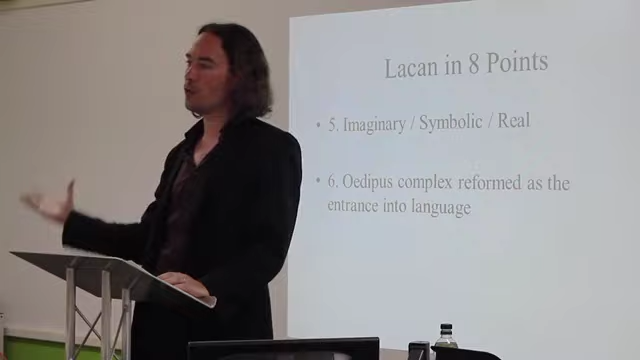 Lacan in 8 Points
• 5. Imaginary / Symbolic / Real
• 6. Oedipus complex reformed as the
entrance into language